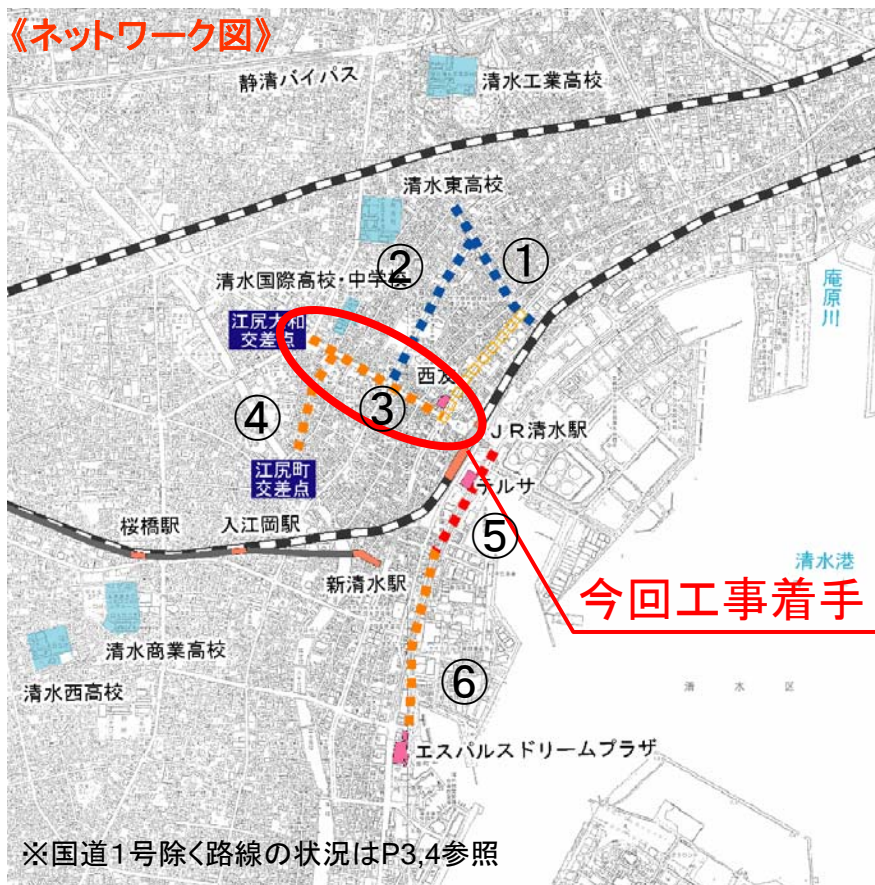 《ネットワーク図》
静清バイパス
清水工業高校
清水東高校
①
②
清水国際高校・中学校
庵原川
江尻大和
交差点
西友
③
④
JR清水駅
江尻町
交差点
テルサ
桜橋駅
入江岡駅
⑤
新清水駅
清水港
今回工事着手
清水商業高校
清水西高校
⑥
清水区
エスパルスドリームプラザ
※国道1号除く路線の状況はP3,4参照